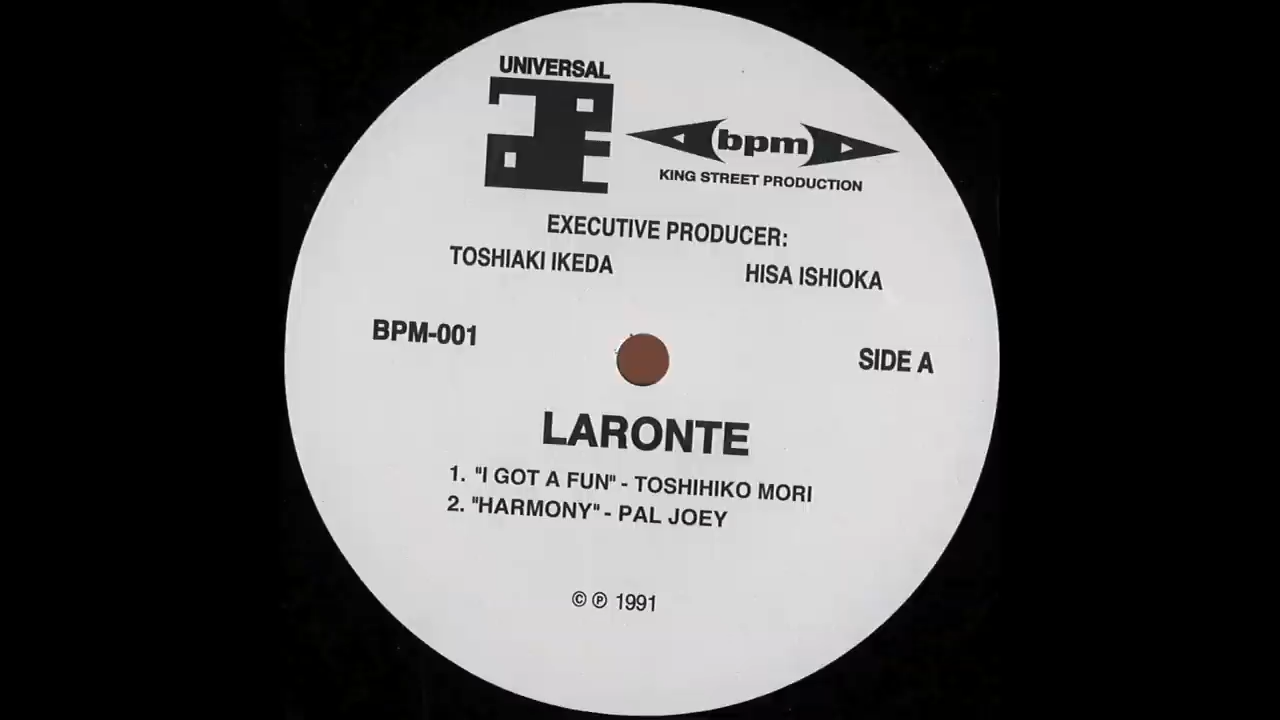 UNIVERSAL
bpm
KING STREET PRODUCTION
EXECUTIVE PRODUCER:
TOSHIAKI IKEDA HISA ISHIOKA
BPM-001 SIDE A
LARONTE
1. "I GOT A FUN" - TOSHIHIKO MORI
2. "HARMONY" - PAL JOEY
© ℗ 1991